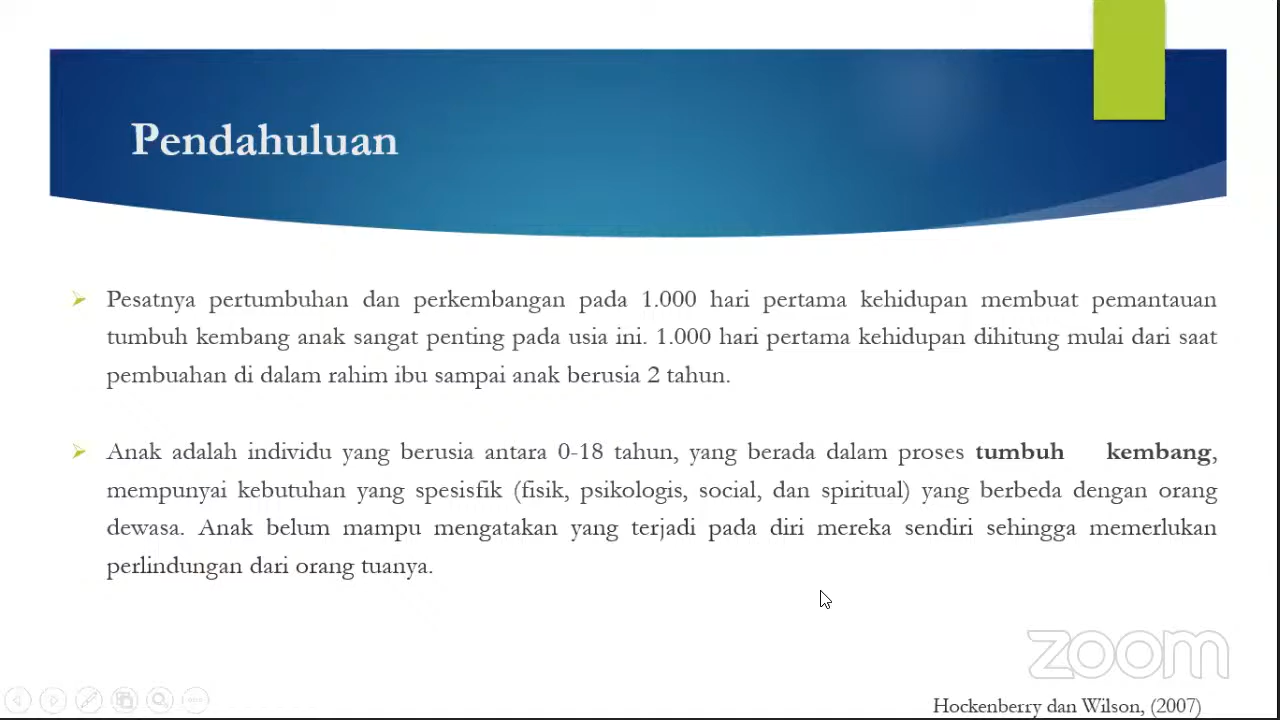 Pendahuluan
Pesatnya pertumbuhan dan perkembangan pada 1.000 hari pertama kehidupan membuat pemantauan
tumbuh kembang anak sangat penting pada usia ini. 1.000 hari pertama kehidupan dihitung mulai dari saat
pembuahan di dalam rahim ibu sampai anak berusia 2 tahun.
Anak adalah individu yang berusia antara 0-18 tahun, yang berada dalam proses tumbuh kembang,
mempunyai kebutuhan yang spesisfik (fisik, psikologis, social, dan spiritual) yang berbeda dengan orang
dewasa. Anak belum mampu mengatakan yang terjadi pada diri mereka sendiri sehingga memerlukan
perlindungan dari orang tuanya.
zoom
Hockenberry dan Wilson, (2007)